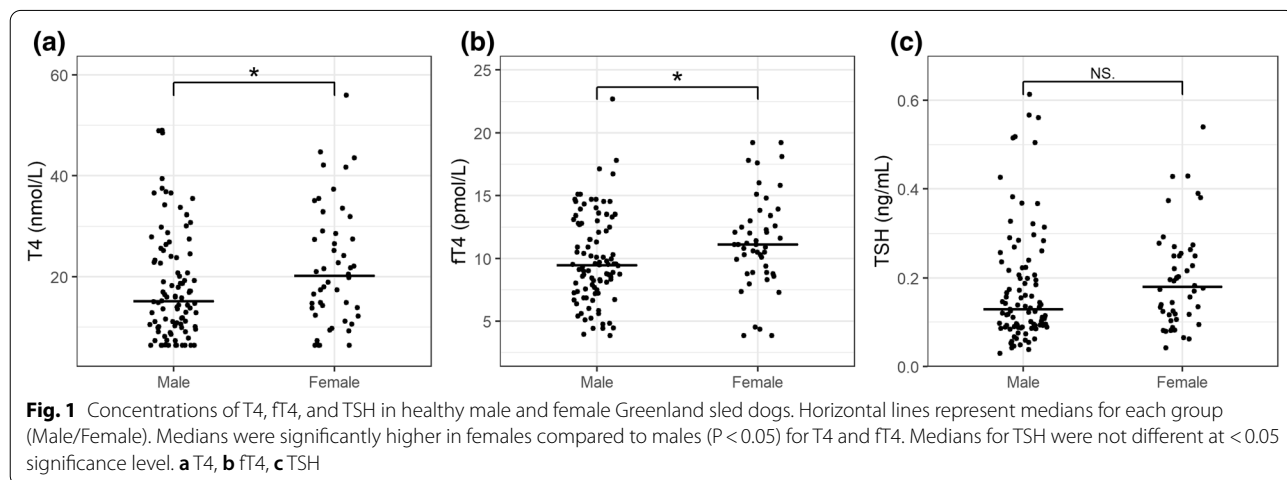 (a)
(b)
(c)
*
*
NS.
T4 (nmol/L)
60
40
20
Male
Female
fT4 (pmol/L)
25
20
15
10
5
Male
Female
TSH (ng/mL)
0.6
0.4
0.2
0.0
Male
Female
Fig. 1 Concentrations of T4, fT4, and TSH in healthy male and female Greenland sled dogs. Horizontal lines represent medians for each group
(Male/Female). Medians were significantly higher in females compared to males (P < 0.05) for T4 and fT4. Medians for TSH were not different at < 0.05
significance level. a T4, b fT4, c TSH